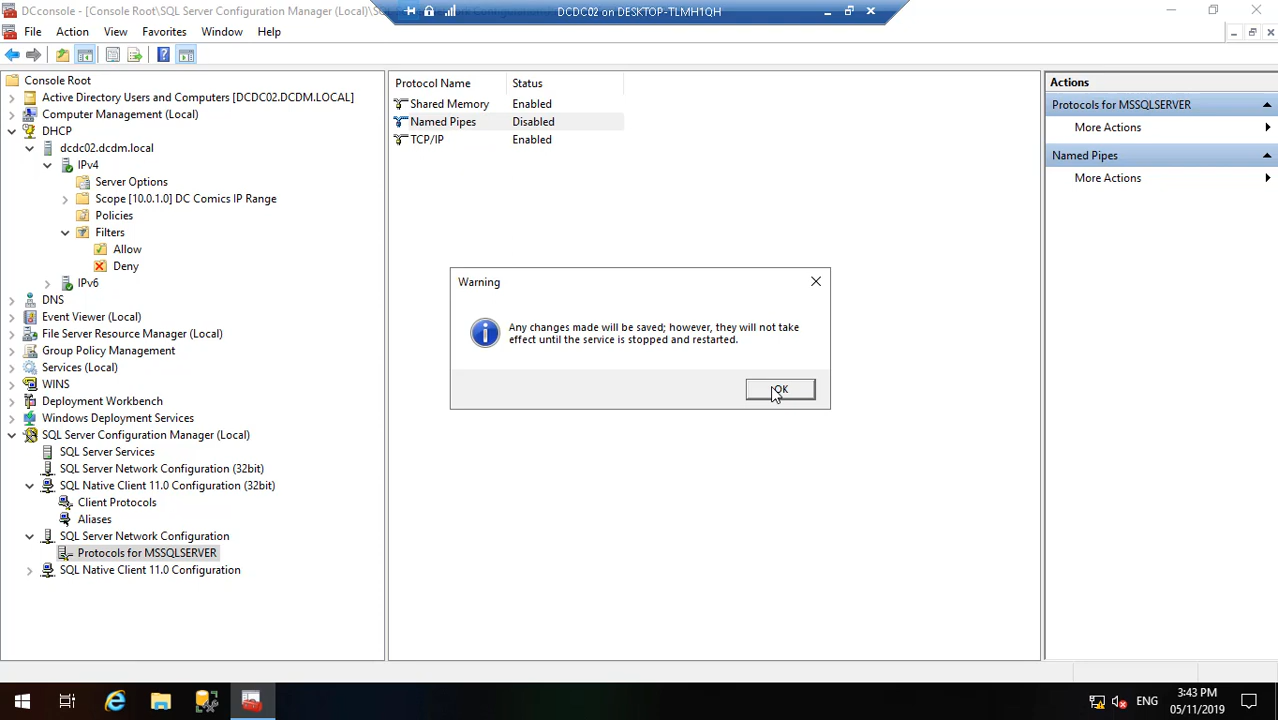 DCconsole - [Console Root\SQL Server Configuration Manager (Local)\SQL
DCDC02 on DESKTOP-TLMH1QH
File Action View Favorites Window Help
Console Root
Active Directory Users and Computers [DCDC02.DCDM.LOCAL]
Computer Management (Local)
DHCP
dcdc02.dcdm.local
IPv4
Server Options
Scope [10.0.1.0] DC Comics IP Range
Policies
Filters
Allow
Deny
IPv6
DNS
Event Viewer (Local)
File Server Resource Manager (Local)
Group Policy Management
Services (Local)
WINS
Deployment Workbench
Windows Deployment Services
SQL Server Configuration Manager (Local)
SQL Server Services
SQL Server Network Configuration (32bit)
SQL Native Client 11.0 Configuration (32bit)
Client Protocols
Aliases
SQL Server Network Configuration
Protocols for MSSQLSERVER
SQL Native Client 11.0 Configuration
Protocol Name Status
Shared Memory Enabled
Named Pipes Disabled
TCP/IP Enabled
Warning
Any changes made will be saved; however, they will not take
effect until the service is stopped and restarted.
OK
Actions
Protocols for MSSQLSERVER
More Actions
Named Pipes
More Actions
ENG
3:43 PM
05/11/2019